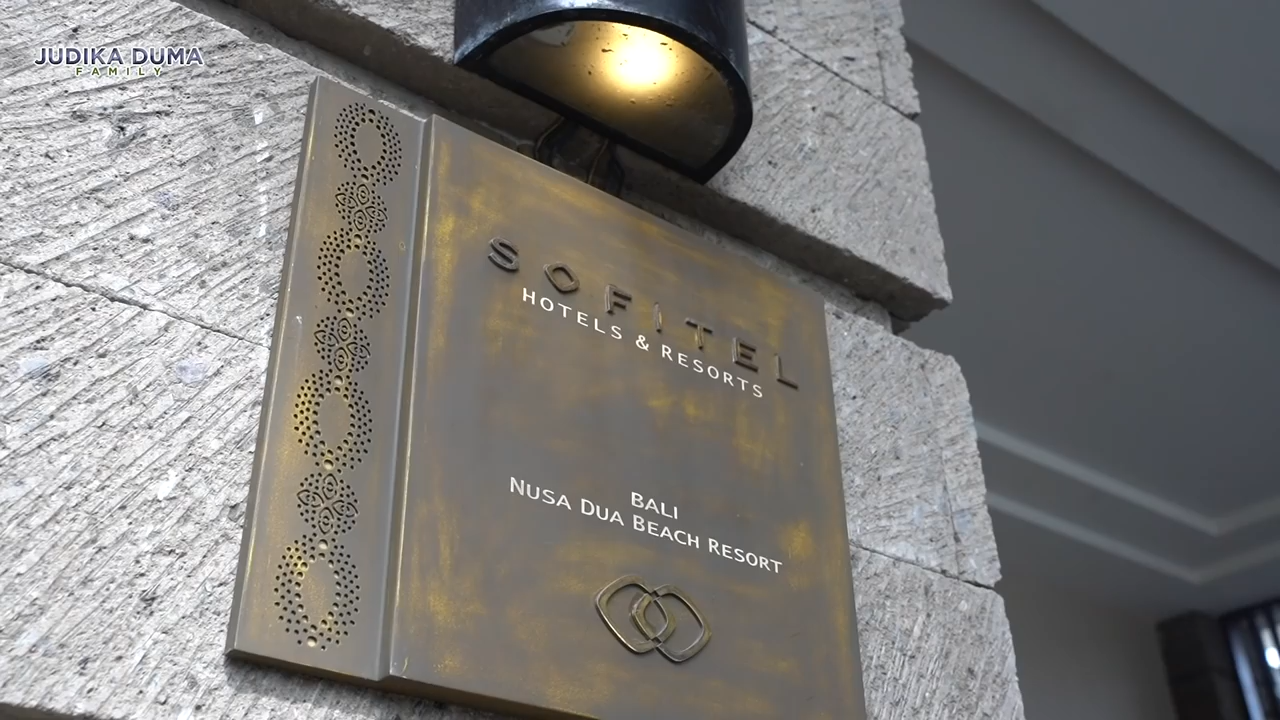 JUDIKA DUMA
FAMILY
SOFITEL
HOTELS & RESORTS
BALI
NUSA DUA BEACH RESORT